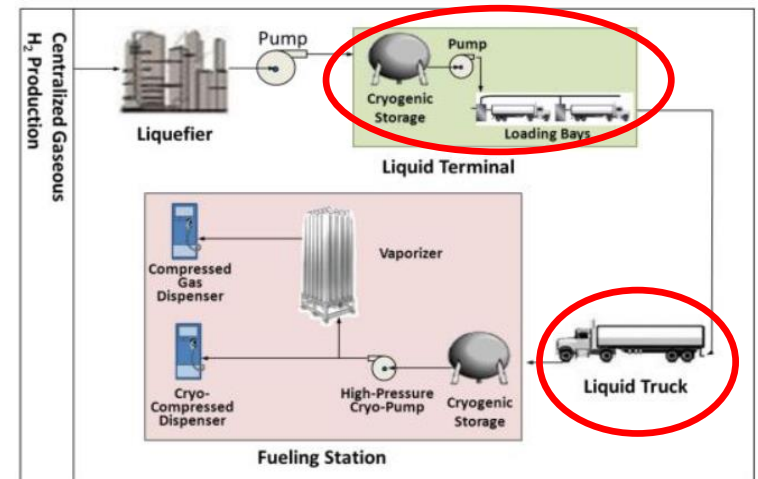 Centralized Gaseous
H₂ Production
Pump
Liquefier
Cryogenic
Storage
Pump
Loading Bays
Liquid Terminal
Compressed
Gas
Dispenser
Vaporizer
Cryo-
Compressed
Dispenser
High-Pressure
Cryo-Pump
Cryogenic
Storage
Liquid Truck
Fueling Station